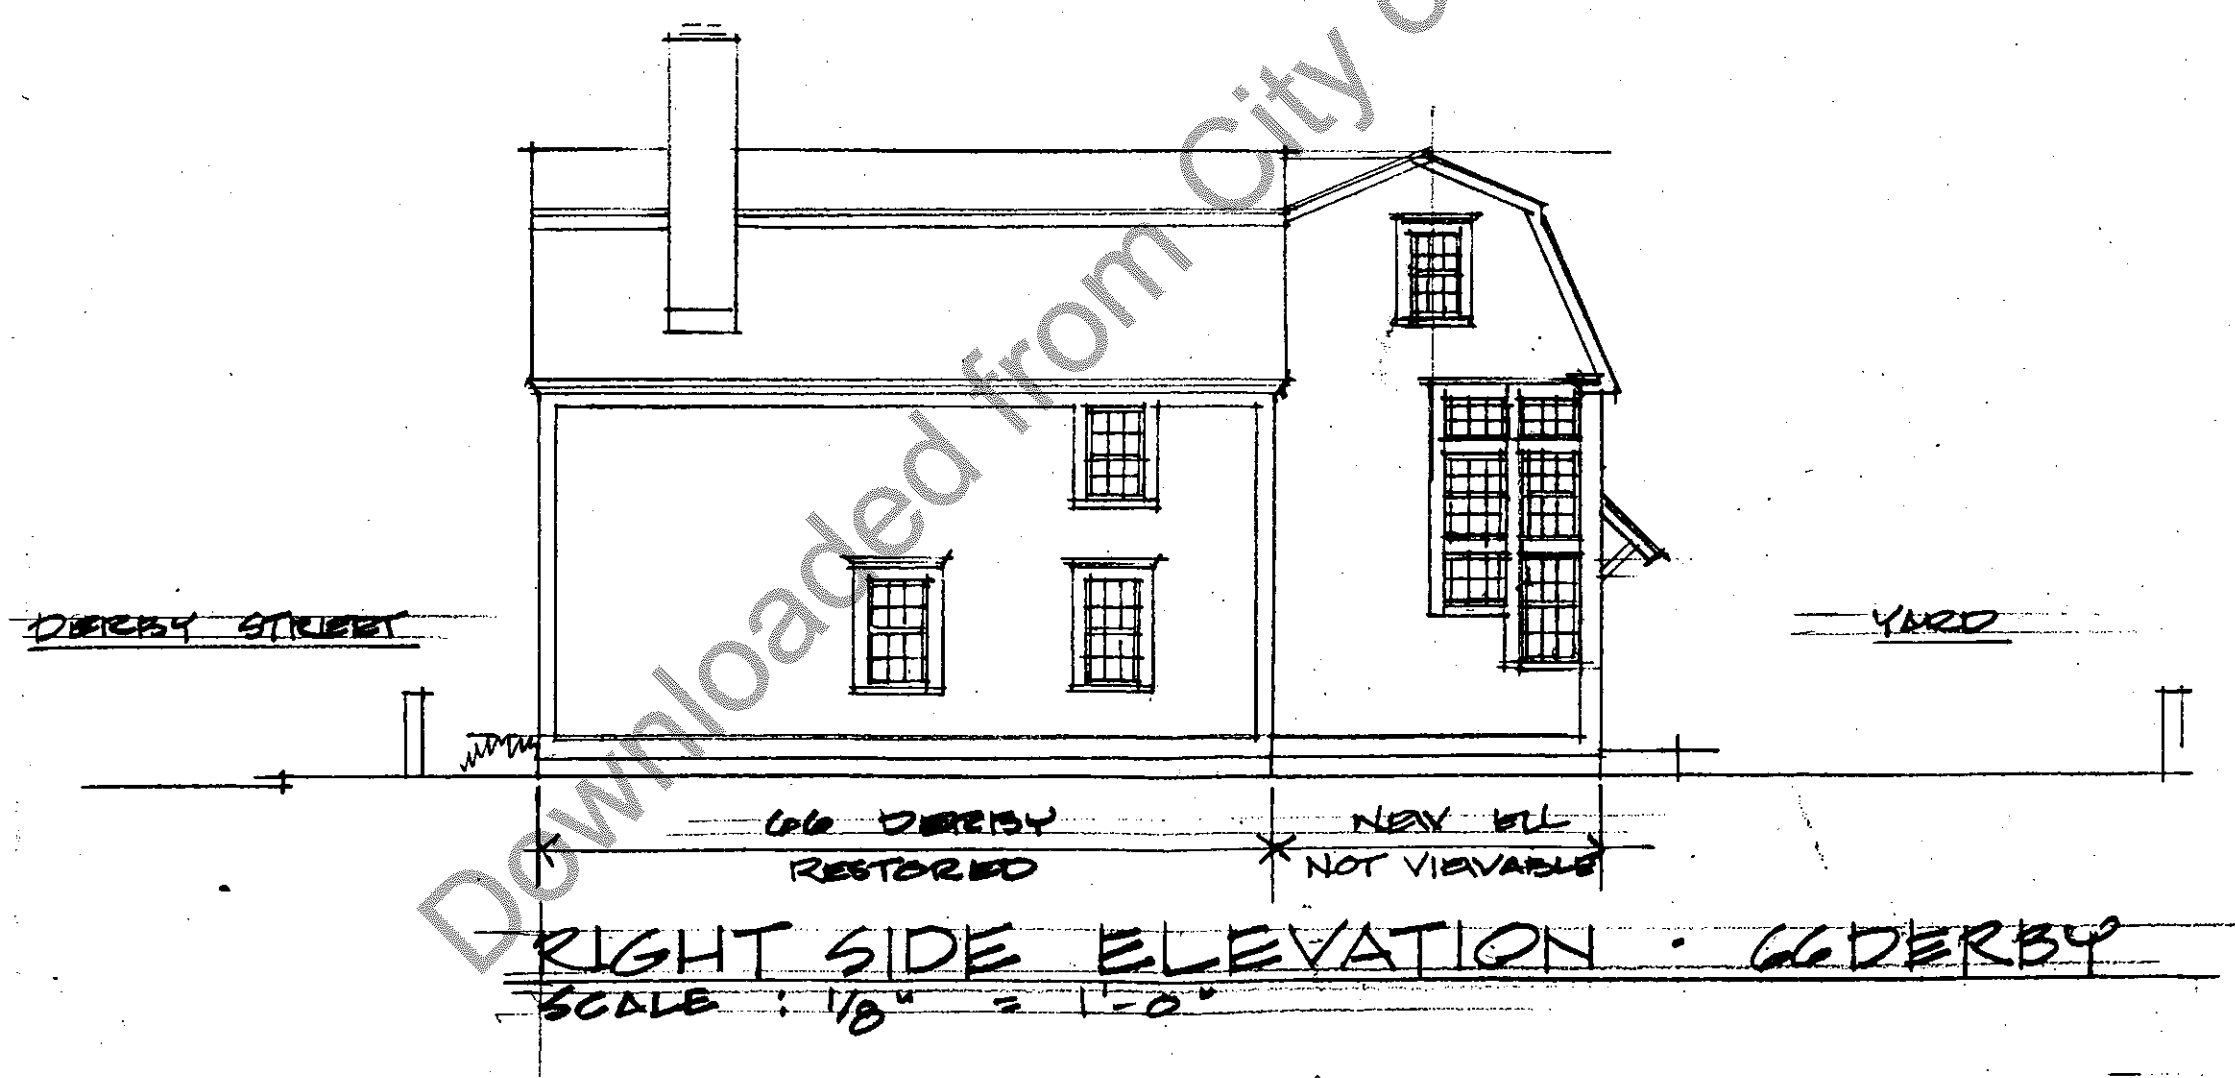 Downloaded from City o
DERBY STREET
YARD
66 DERBY
RESTORED
NEW ELL
NOT VIEWABLE
RIGHT SIDE ELEVATION · 66 DERBY
SCALE : 1/8" = 1'-0"